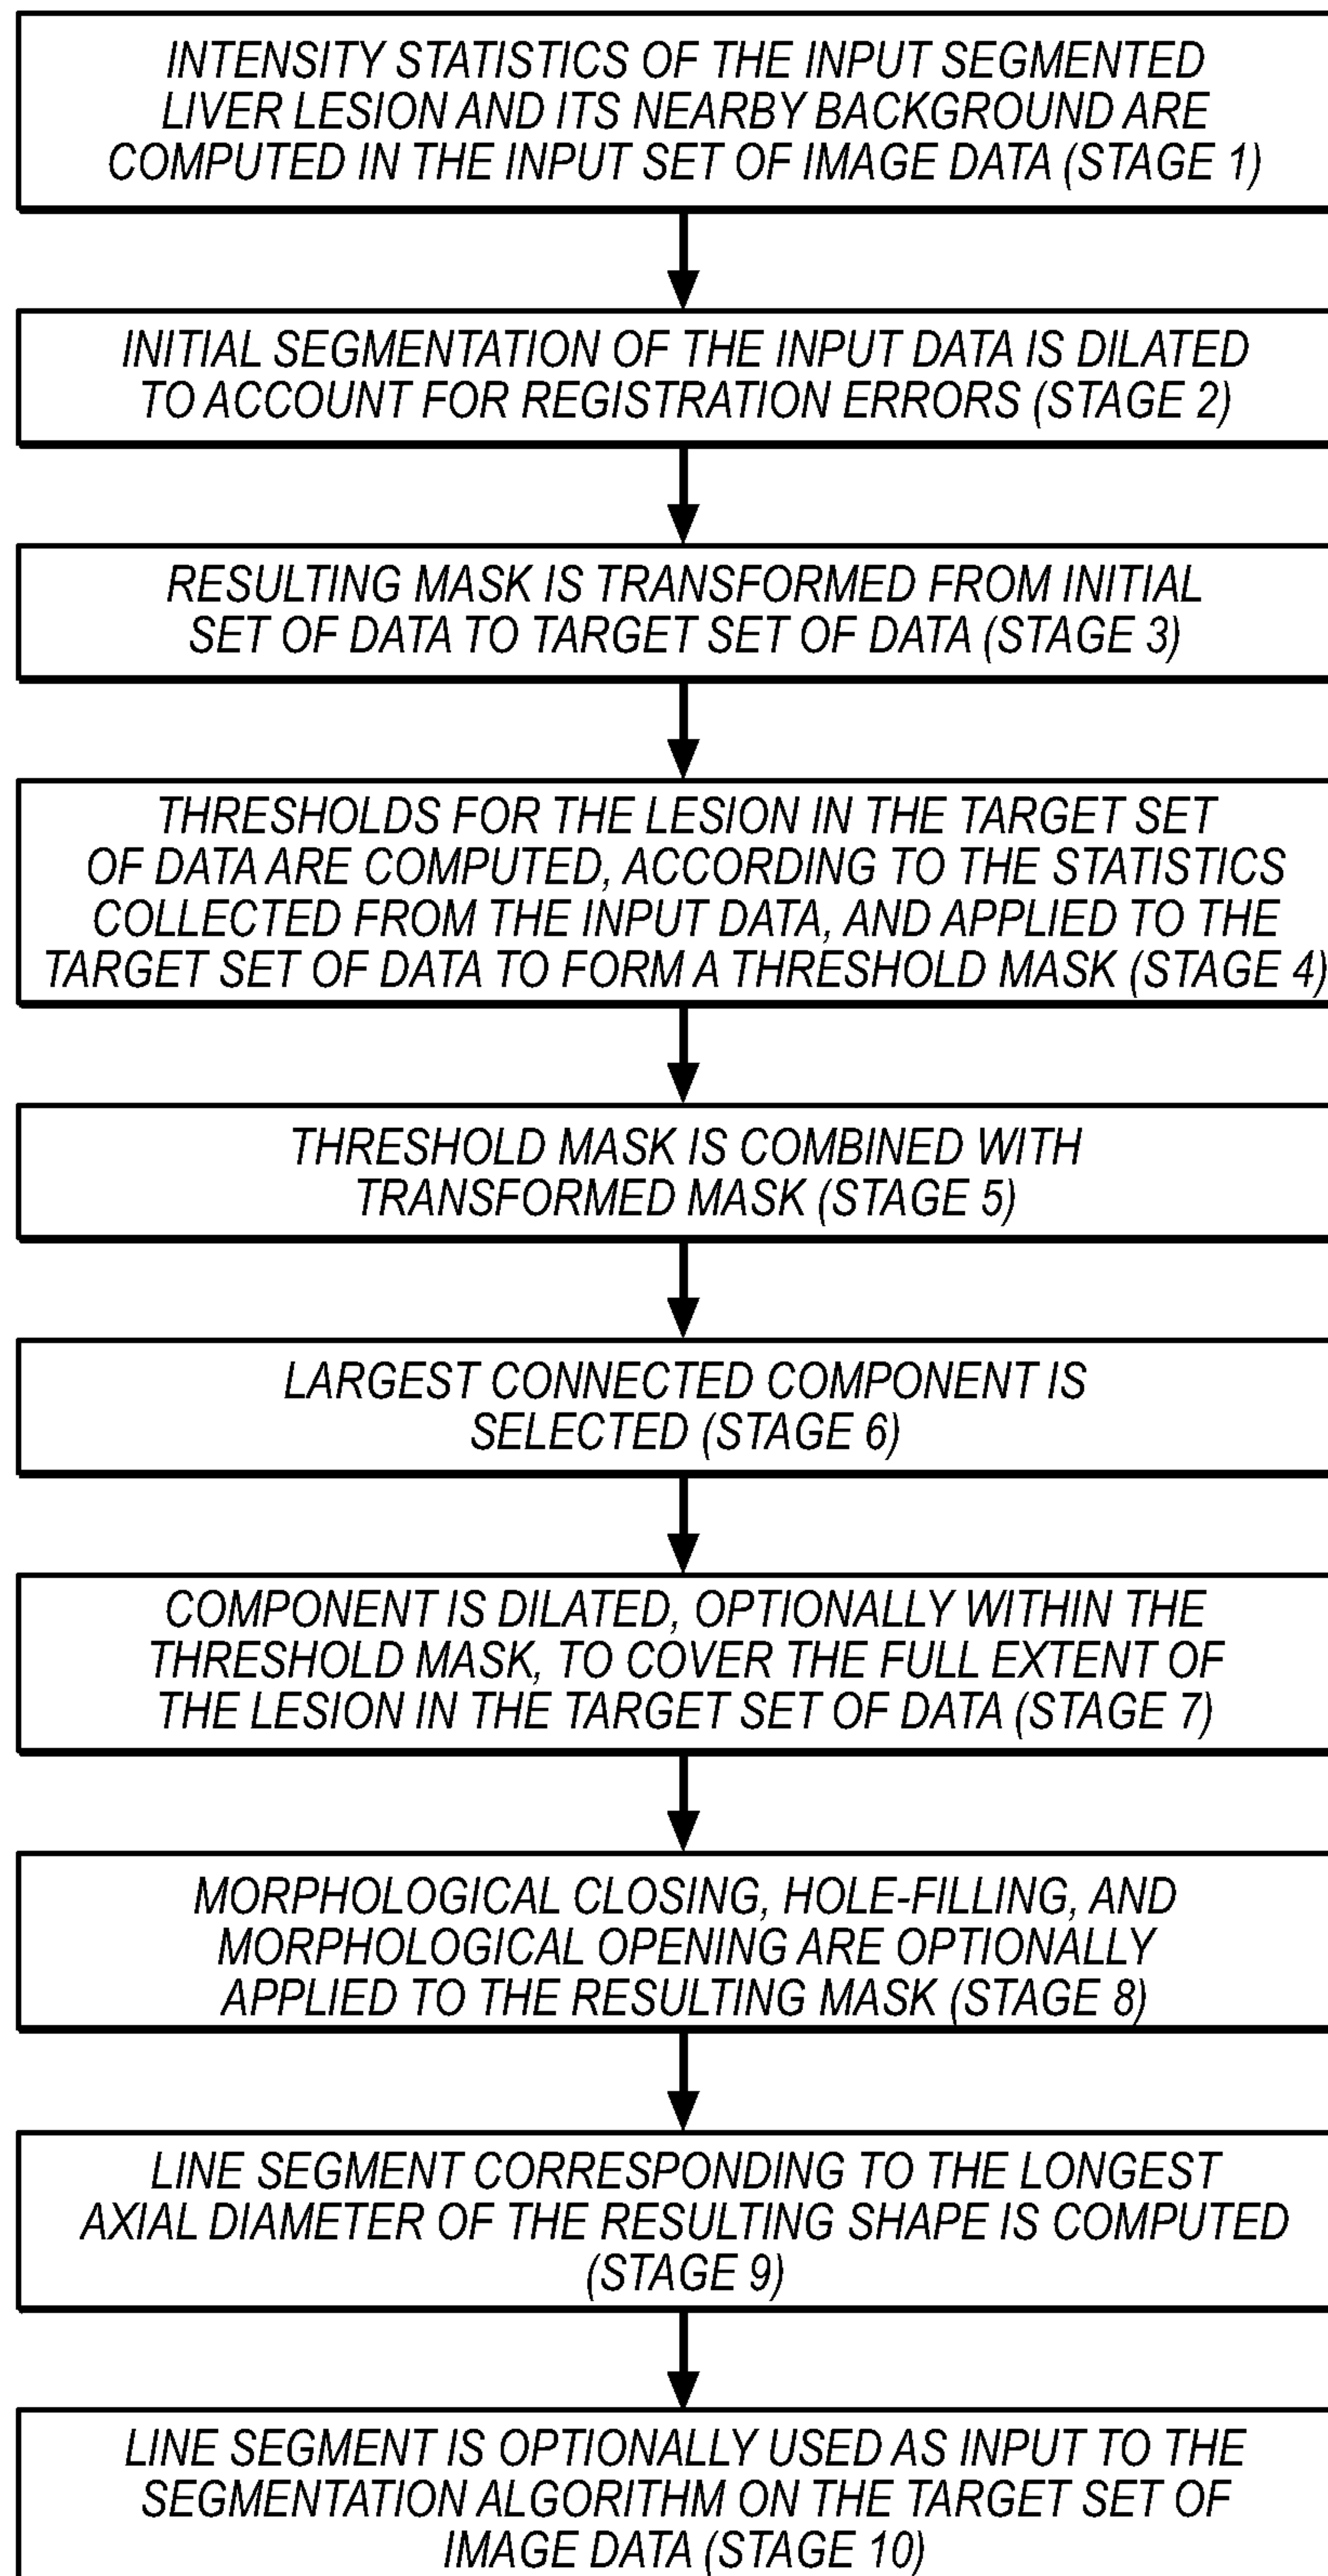 INTENSITY STATISTICS OF THE INPUT SEGMENTED
LIVER LESION AND ITS NEARBY BACKGROUND ARE
COMPUTED IN THE INPUT SET OF IMAGE DATA (STAGE 1)
INITIAL SEGMENTATION OF THE INPUT DATA IS DILATED
TO ACCOUNT FOR REGISTRATION ERRORS (STAGE 2)
RESULTING MASK IS TRANSFORMED FROM INITIAL
SET OF DATA TO TARGET SET OF DATA (STAGE 3)
THRESHOLDS FOR THE LESION IN THE TARGET SET
OF DATA ARE COMPUTED, ACCORDING TO THE STATISTICS
COLLECTED FROM THE INPUT DATA, AND APPLIED TO THE
TARGET SET OF DATA TO FORM A THRESHOLD MASK (STAGE 4)
THRESHOLD MASK IS COMBINED WITH
TRANSFORMED MASK (STAGE 5)
LARGEST CONNECTED COMPONENT IS
SELECTED (STAGE 6)
COMPONENT IS DILATED, OPTIONALLY WITHIN THE
THRESHOLD MASK, TO COVER THE FULL EXTENT OF
THE LESION IN THE TARGET SET OF DATA (STAGE 7)
MORPHOLOGICAL CLOSING, HOLE-FILLING, AND
MORPHOLOGICAL OPENING ARE OPTIONALLY
APPLIED TO THE RESULTING MASK (STAGE 8)
LINE SEGMENT CORRESPONDING TO THE LONGEST
AXIAL DIAMETER OF THE RESULTING SHAPE IS COMPUTED
(STAGE 9)
LINE SEGMENT IS OPTIONALLY USED AS INPUT TO THE
SEGMENTATION ALGORITHM ON THE TARGET SET OF
IMAGE DATA (STAGE 10)